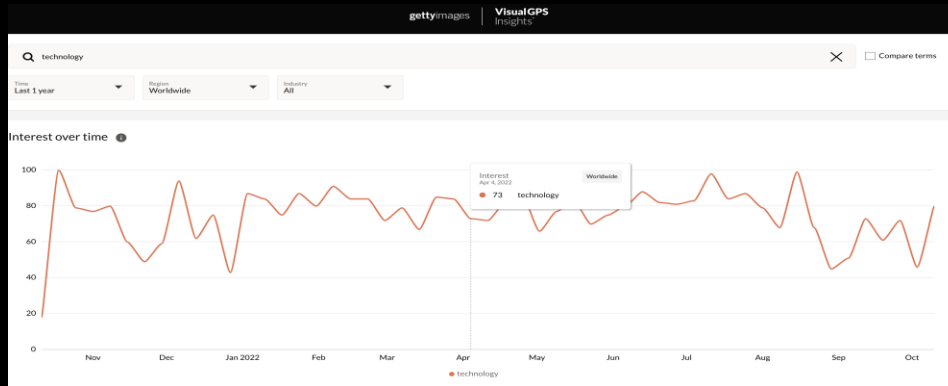 gettyimages VisualGPS
Insights
technology Compare terms
Time Region Industry
Last 1 year Worldwide All
Interest over time
Interest Worldwide
Apr 4, 2022
73 technology
100
80
60
40
20
0
Nov Dec Jan 2022 Feb Mar Apr May Jun Jul Aug Sep Oct
technology